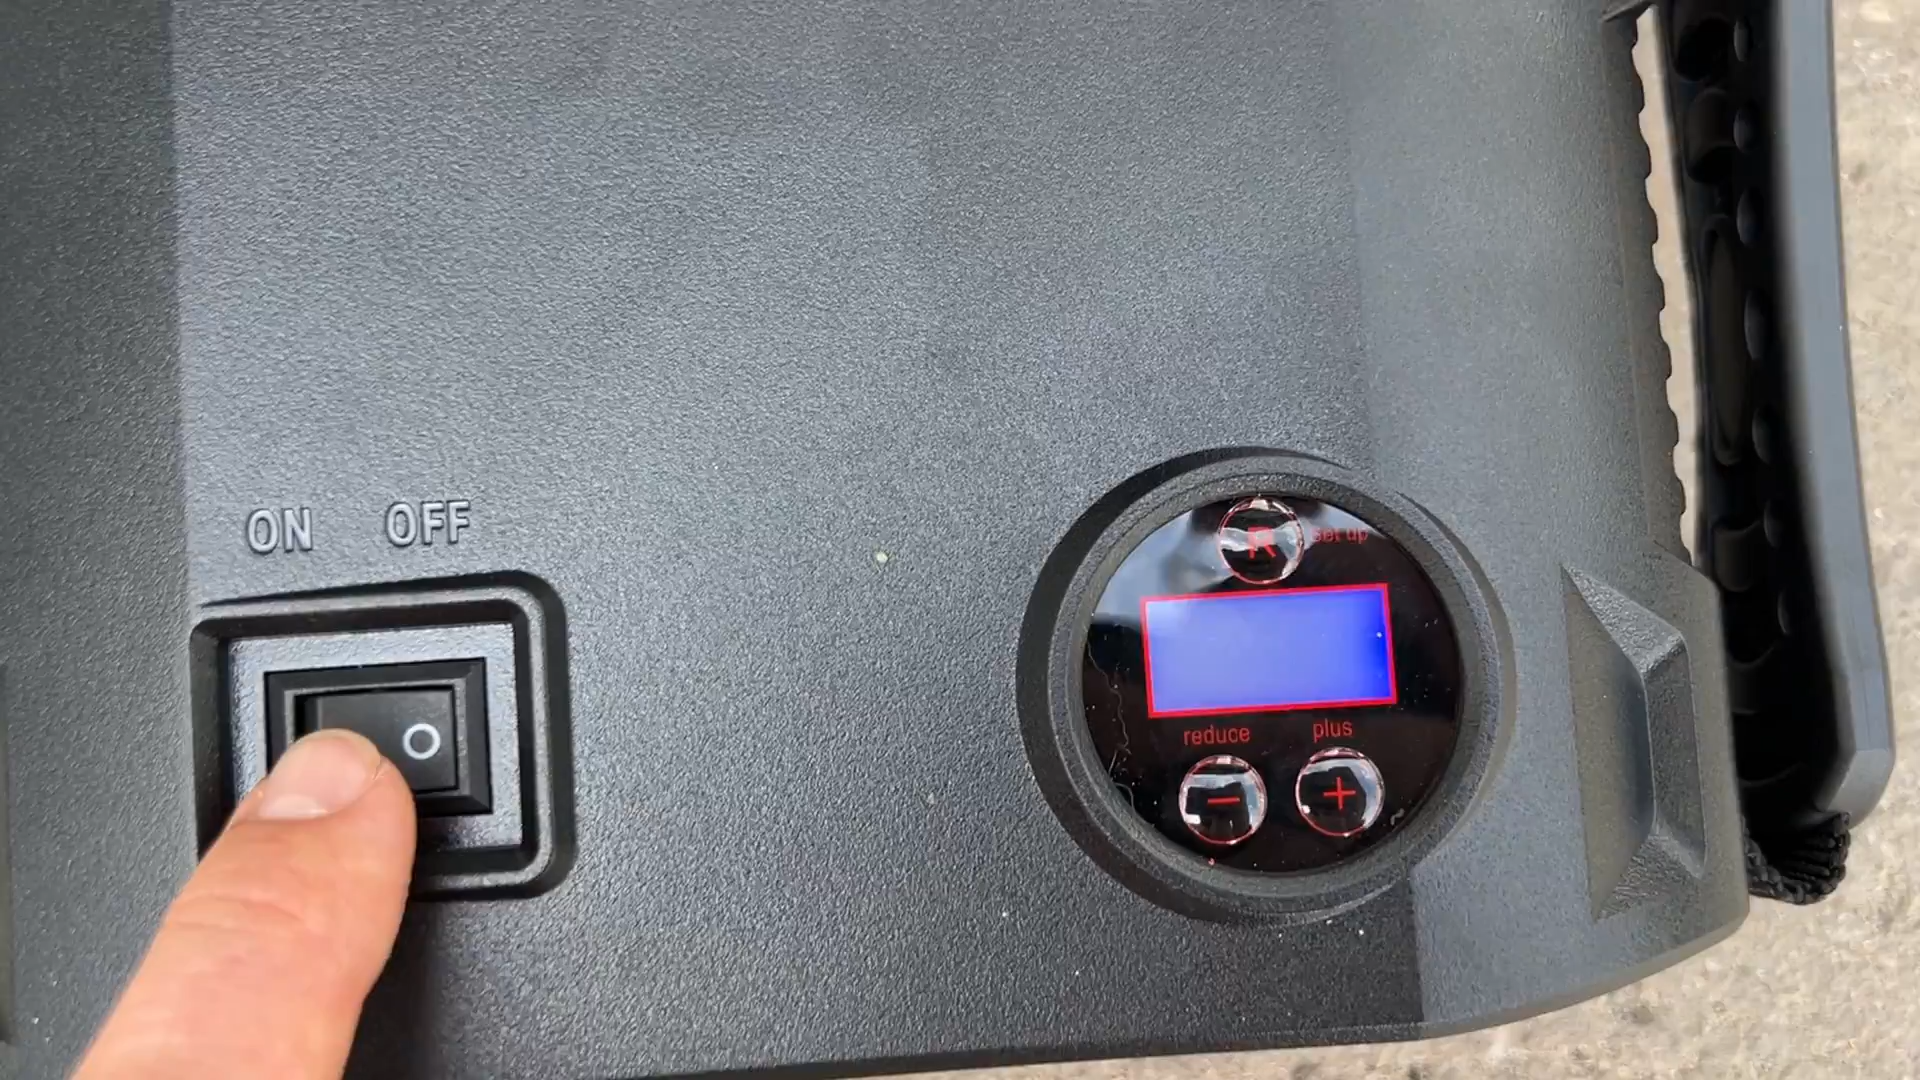 ON OFF
O
R set up
reduce plus
− +